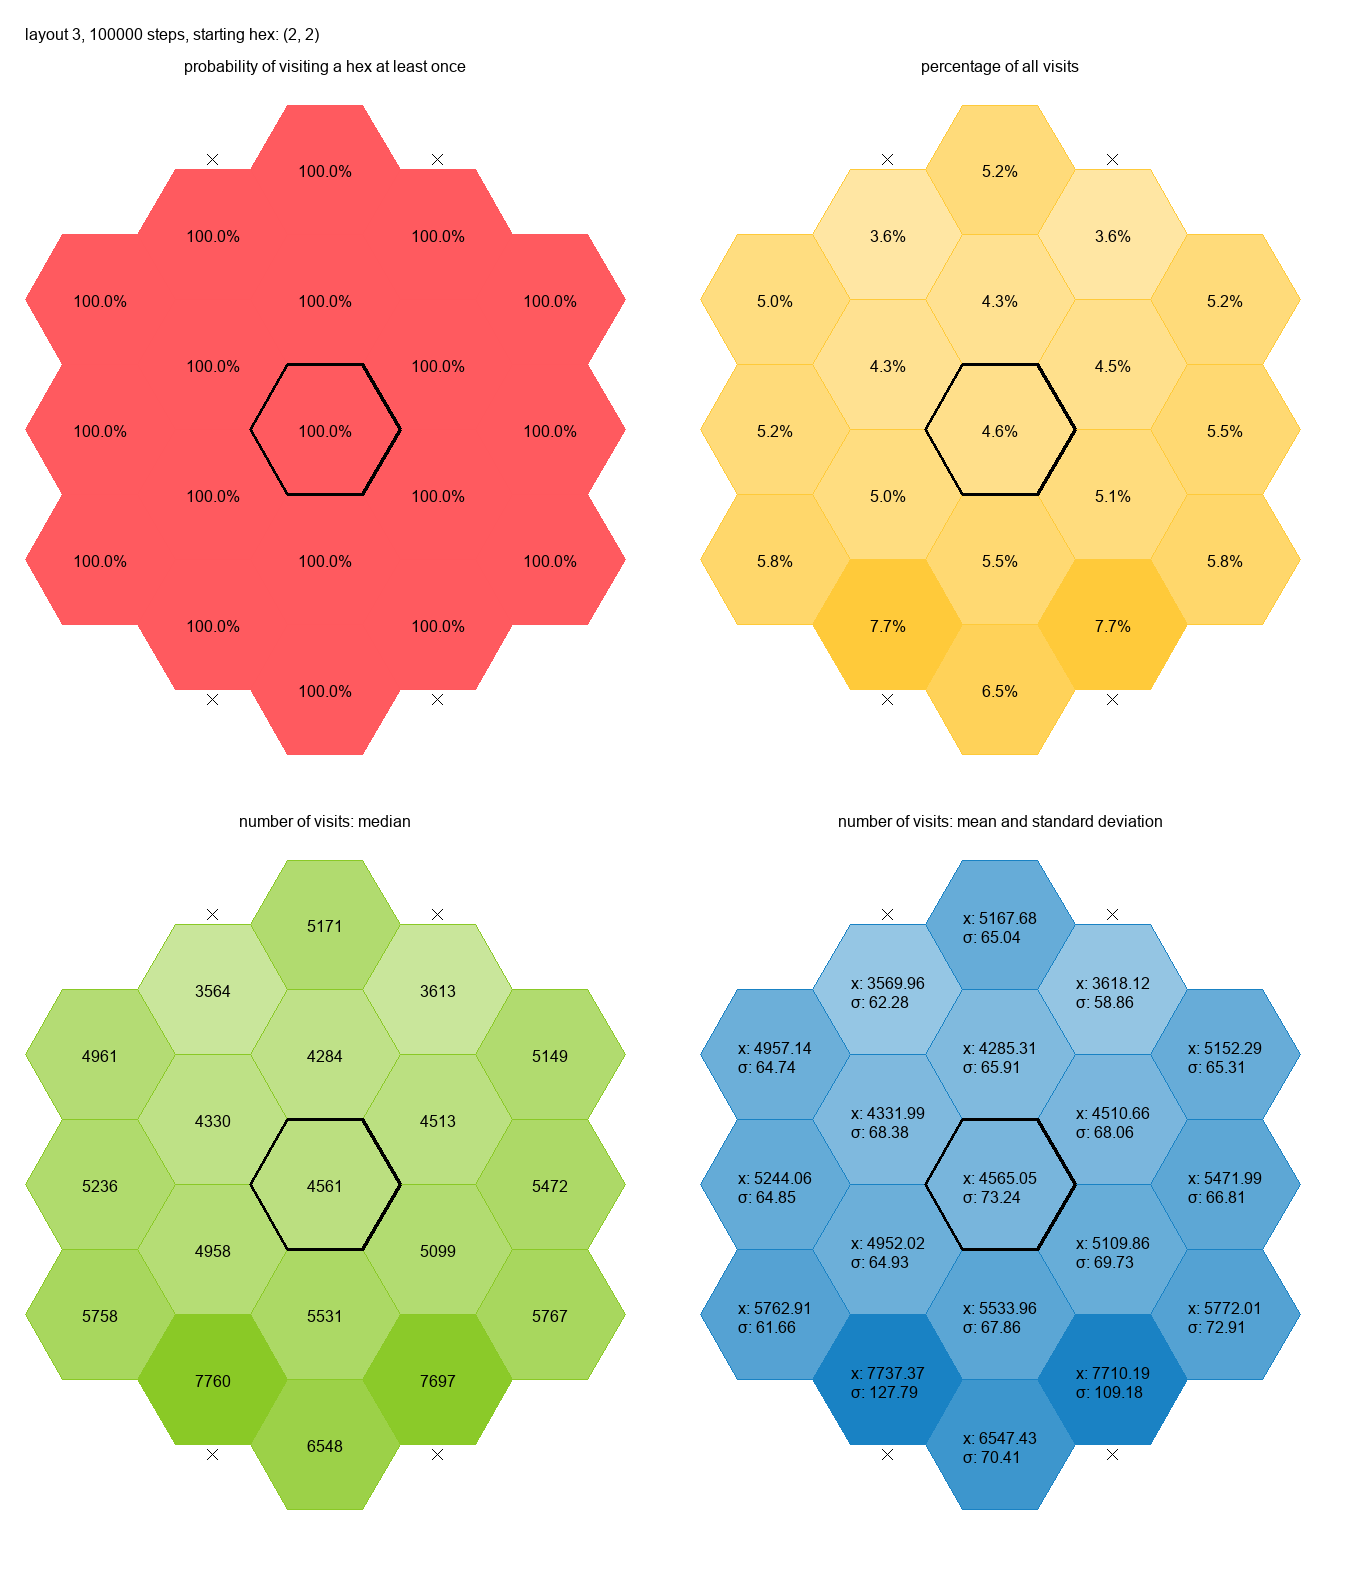 layout 3, 100000 steps, starting hex: (2, 2)
probability of visiting a hex at least once
100.0%
100.0% 100.0%
100.0% 100.0% 100.0%
100.0% 100.0%
100.0% 100.0% 100.0%
100.0% 100.0%
100.0% 100.0% 100.0%
100.0% 100.0%
100.0%
percentage of all visits
5.2%
3.6% 3.6%
5.0% 4.3% 5.2%
4.3% 4.5%
5.2% 4.6% 5.5%
5.0% 5.1%
5.8% 5.5% 5.8%
7.7% 7.7%
6.5%
number of visits: median
5171
3564 3613
4961 4284 5149
4330 4513
5236 4561 5472
4958 5099
5758 5531 5767
7760 7697
6548
number of visits: mean and standard deviation
x: 5167.68
σ: 65.04
x: 3569.96 x: 3618.12
σ: 62.28 σ: 58.86
x: 4957.14 x: 4285.31 x: 5152.29
σ: 64.74 σ: 65.91 σ: 65.31
x: 4331.99 x: 4510.66
σ: 68.38 σ: 68.06
x: 5244.06 x: 4565.05 x: 5471.99
σ: 64.85 σ: 73.24 σ: 66.81
x: 4952.02 x: 5109.86
σ: 64.93 σ: 69.73
x: 5762.91 x: 5533.96 x: 5772.01
σ: 61.66 σ: 67.86 σ: 72.91
x: 7737.37 x: 7710.19
σ: 127.79 σ: 109.18
x: 6547.43
σ: 70.41